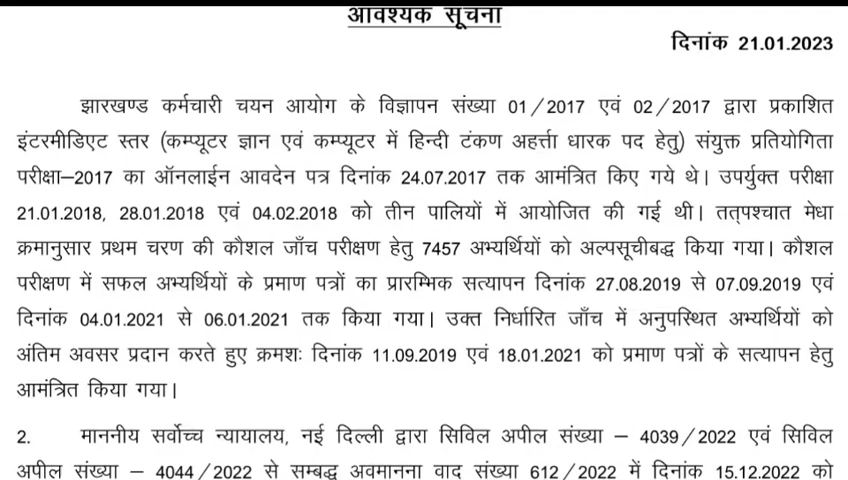 आवश्यक सूचना
दिनांक 21.01.2023
झारखण्ड कर्मचारी चयन आयोग के विज्ञापन संख्या 01/2017 एवं 02/2017 द्वारा प्रकाशित
इंटरमीडिएट स्तर (कम्प्यूटर ज्ञान एवं कम्प्यूटर में हिन्दी टंकण अहर्त्ता धारक पद हेतु) संयुक्त प्रतियोगिता
परीक्षा–2017 का ऑनलाईन आवदेन पत्र दिनांक 24.07.2017 तक आमंत्रित किए गये थे। उपर्युक्त परीक्षा
21.01.2018, 28.01.2018 एवं 04.02.2018 को तीन पालियों में आयोजित की गई थी। तत्पश्चात मेधा
क्रमानुसार प्रथम चरण की कौशल जाँच परीक्षण हेतु 7457 अभ्यर्थियों को अल्पसूचीबद्ध किया गया। कौशल
परीक्षण में सफल अभ्यर्थियों के प्रमाण पत्रों का प्रारम्भिक सत्यापन दिनांक 27.08.2019 से 07.09.2019 एवं
दिनांक 04.01.2021 से 06.01.2021 तक किया गया। उक्त निर्धारित जाँच में अनुपस्थित अभ्यर्थियों को
अंतिम अवसर प्रदान करते हुए क्रमशः दिनांक 11.09.2019 एवं 18.01.2021 को प्रमाण पत्रों के सत्यापन हेतु
आमंत्रित किया गया।
2. माननीय सर्वोच्च न्यायालय, नई दिल्ली द्वारा सिविल अपील संख्या – 4039/2022 एवं सिविल
अपील संख्या – 4044/2022 से सम्बद्ध अवमानना वाद संख्या 612/2022 में दिनांक 15.12.2022 को